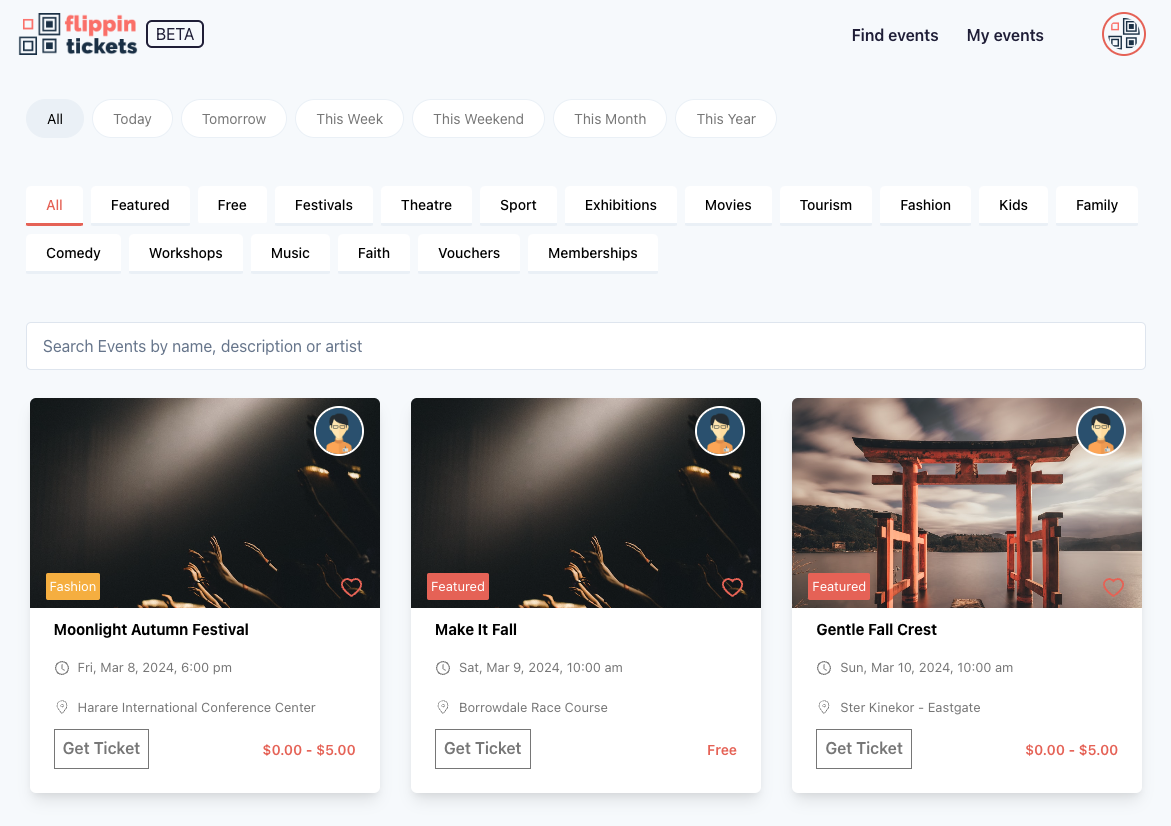 flippin
tickets
BETA
Find events
My events
All
Today
Tomorrow
This Week
This Weekend
This Month
This Year
All
Featured
Free
Festivals
Theatre
Sport
Exhibitions
Movies
Tourism
Fashion
Kids
Family
Comedy
Workshops
Music
Faith
Vouchers
Memberships
Search Events by name, description or artist
Fashion
Moonlight Autumn Festival
Fri, Mar 8, 2024, 6:00 pm
Harare International Conference Center
Get Ticket
$0.00 - $5.00
Featured
Make It Fall
Sat, Mar 9, 2024, 10:00 am
Borrowdale Race Course
Get Ticket
Free
Featured
Gentle Fall Crest
Sun, Mar 10, 2024, 10:00 am
Ster Kinekor - Eastgate
Get Ticket
$0.00 - $5.00